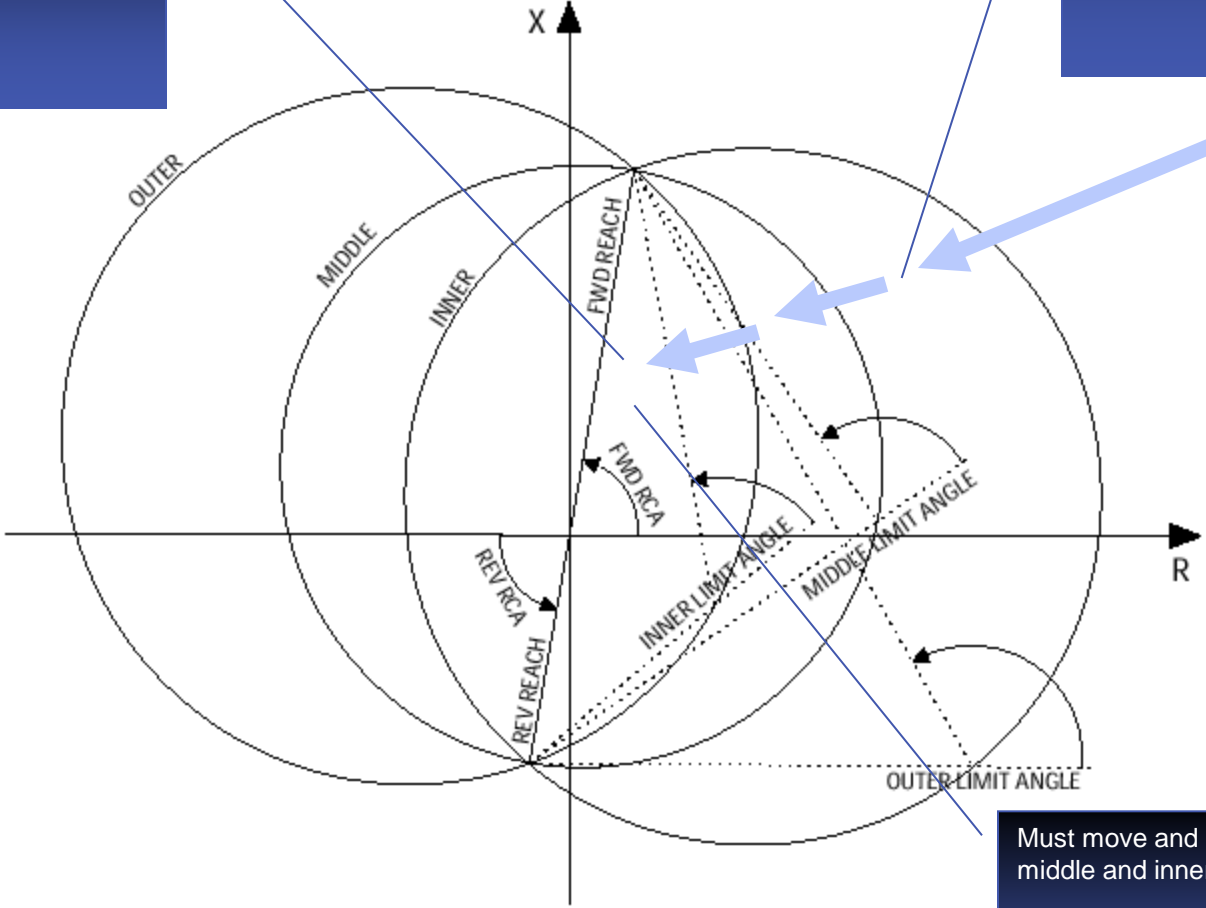 X
OUTER
MIDDLE
INNER
FWD REACH
FWD RCA
REV RCA
REV REACH
INNER LIMIT ANGLE
MIDDLE LIMIT ANGLE
R
OUTER LIMIT ANGLE
Must move and
middle and inne